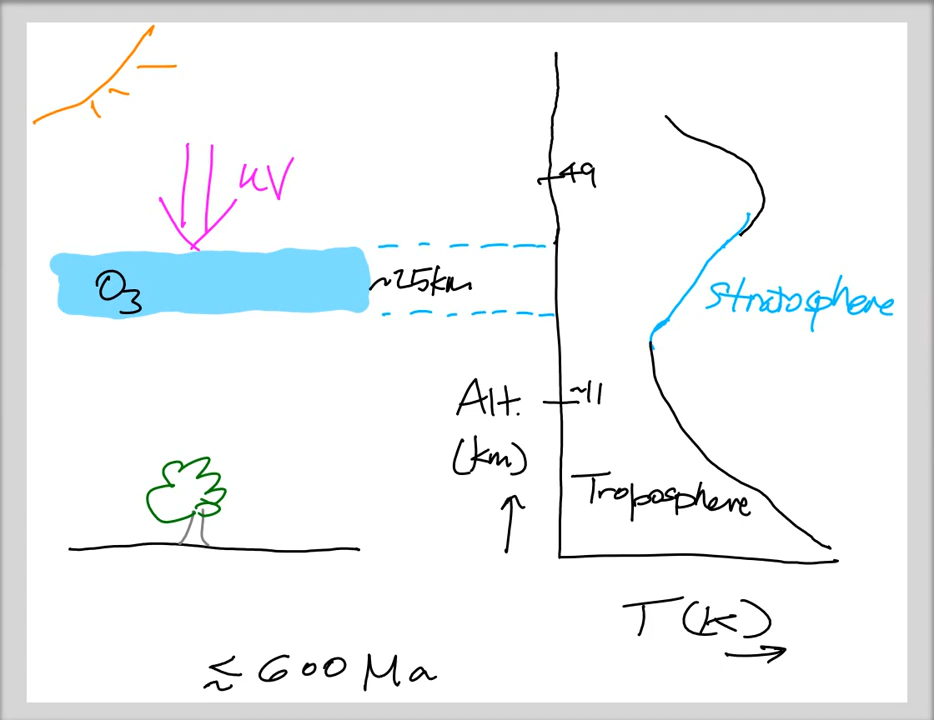 UV
49
O₃
~25km
Stratosphere
Alt.
(km)
~11
Troposphere
T(K)
≲ 600 Ma